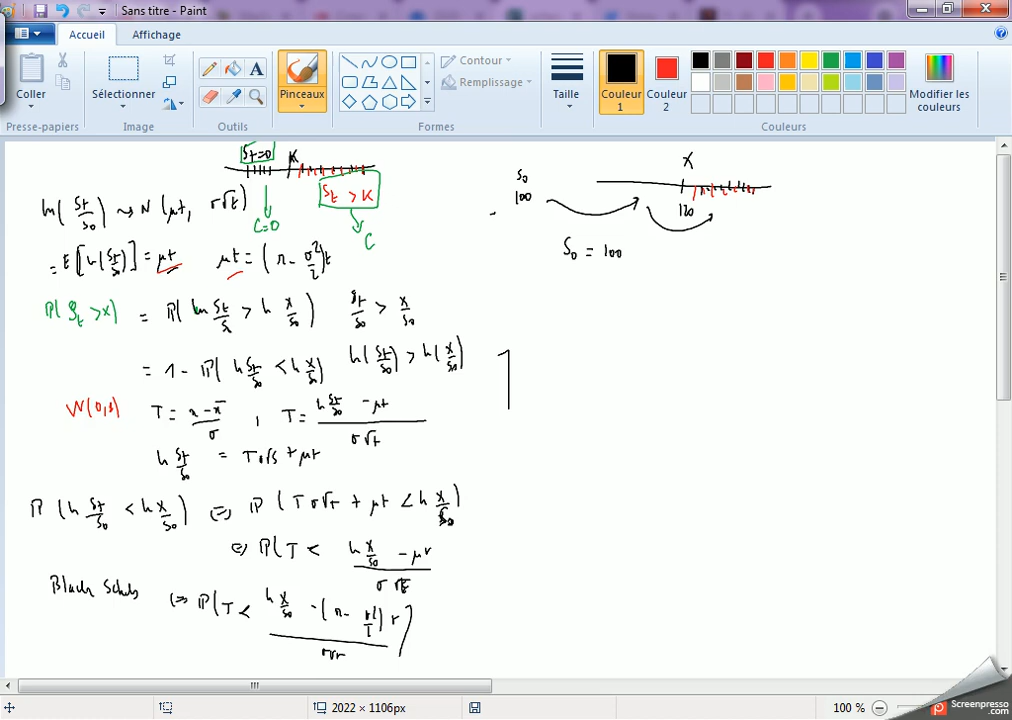 Sans titre - Paint
Accueil Affichage
Coller
Sélectionner
Pinceaux
Contour
Remplissage
Taille
Couleur 1
Couleur 2
Modifier les couleurs
Presse-papiers Image Outils Formes Couleurs
St=0 K
St > K
C=0 C
ln(St/S0) ~> N(μt, σ√t)
= E[ln(St/S0)] = μt μt = (r - σ²/2)t
P(St > X) = P(ln St/S0 > ln X/S0) St/S0 > X/S0
= 1 - P(ln St/S0 < ln X/S0) ln(St/S0) > ln(X/S0)
T = x - x̄ / σ , T = ln St/S0 - μt / σ√t
ln St/S0 = Tσ√t + μt
P(ln St/S0 < ln X/S0) <=> P(Tσ√t + μt < ln X/S0)
<=> P(T < ln X/S0 - μt / σ√t
<=> P(T < ln X/S0 - (r - σ²/2)t / σ√t)
X
S0
100
120
S0 = 100
2022 × 1106px
100 %
Screenpresso
.com